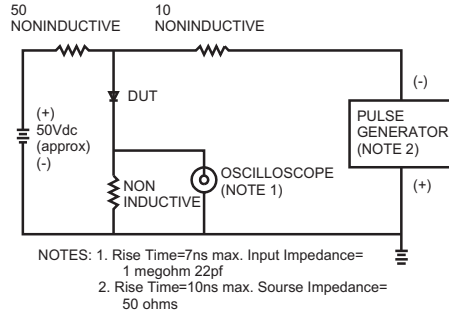 50
NONINDUCTIVE
10
NONINDUCTIVE
(+)
50Vdc
(approx)
(-)
DUT
NON
INDUCTIVE
OSCILLOSCOPE
(NOTE 1)
(-)
PULSE
GENERATOR
(NOTE 2)
(+)
NOTES: 1. Rise Time=7ns max. Input Impedance=
1 megohm 22pf
2. Rise Time=10ns max. Sourse Impedance=
50 ohms